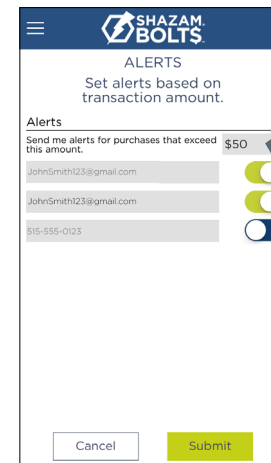 SHAZAM.
BOLT$.
ALERTS
Set alerts based on
transaction amount.
Alerts
Send me alerts for purchases that exceed
this amount.
$50
JohnSmith123@gmail.com
JohnSmith123@gmail.com
515-555-0123
Cancel
Submit